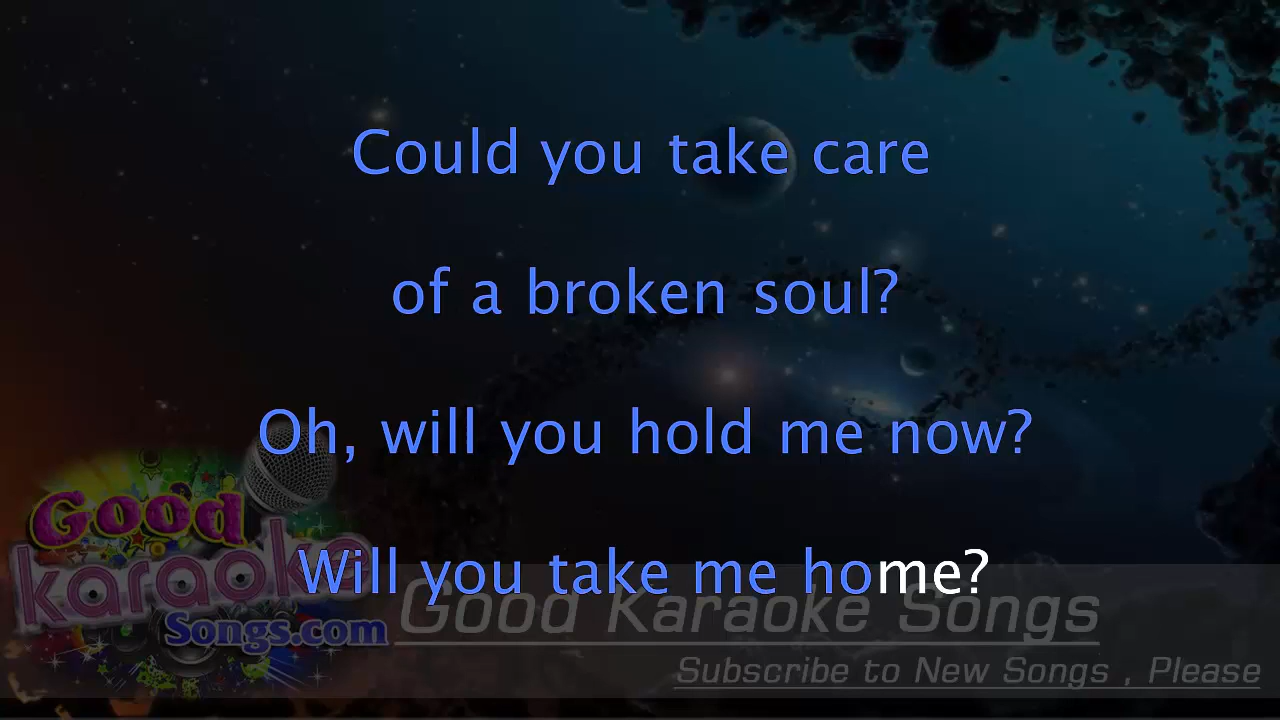 Could you take care
of a broken soul?
Oh, will you hold me now?
Will you take me home?
Good
karaoke
Songs.com
Good Karaoke Songs
Subscribe to New Songs , Please